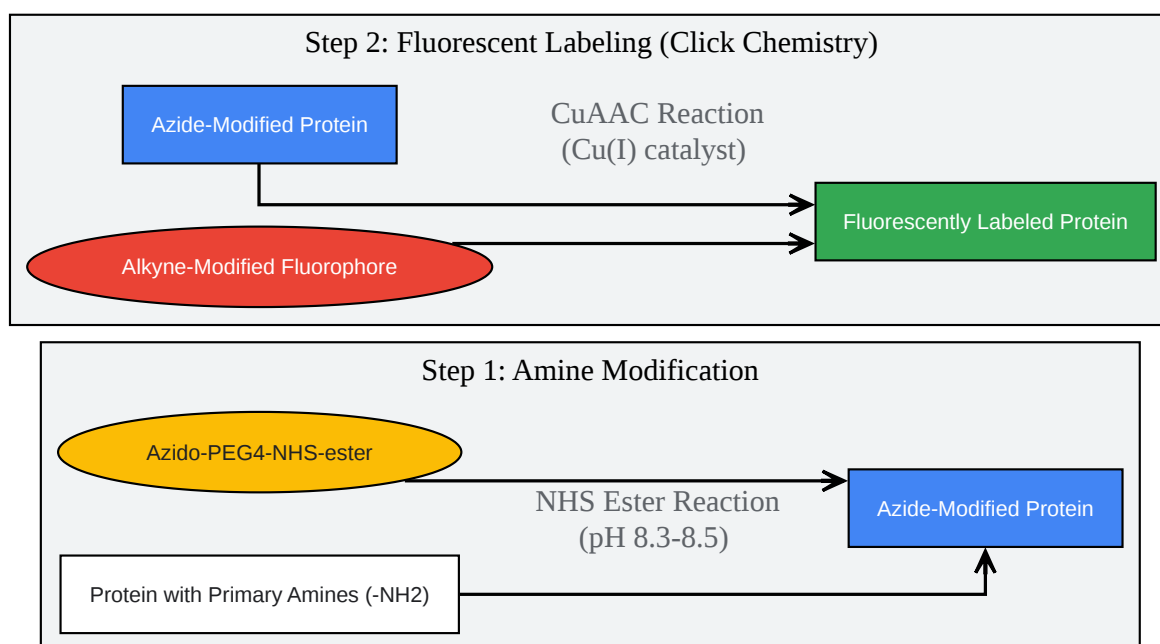 Step 2: Fluorescent Labeling (Click Chemistry)
Azide-Modified Protein
CuAAC Reaction
(Cu(I) catalyst)
Fluorescently Labeled Protein
Alkyne-Modified Fluorophore
Step 1: Amine Modification
Azido-PEG4-NHS-ester
NHS Ester Reaction
(pH 8.3-8.5)
Azide-Modified Protein
Protein with Primary Amines (-NH2)